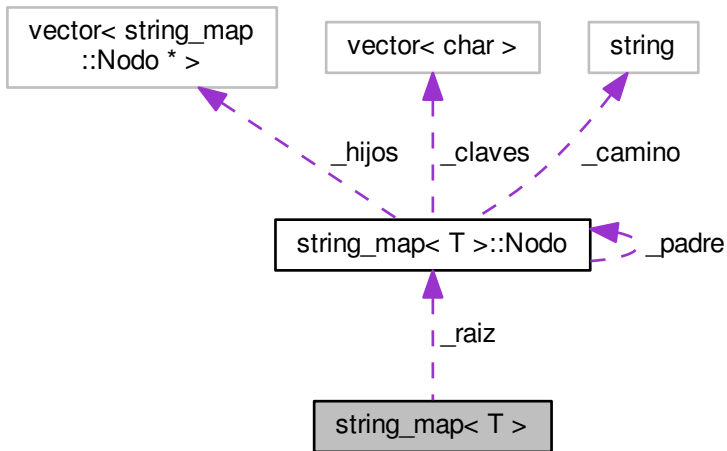 vector< string_map
::Nodo * >
vector< char >
string
_hijos
_claves
_camino
string_map< T >::Nodo
_padre
_raiz
string_map< T >